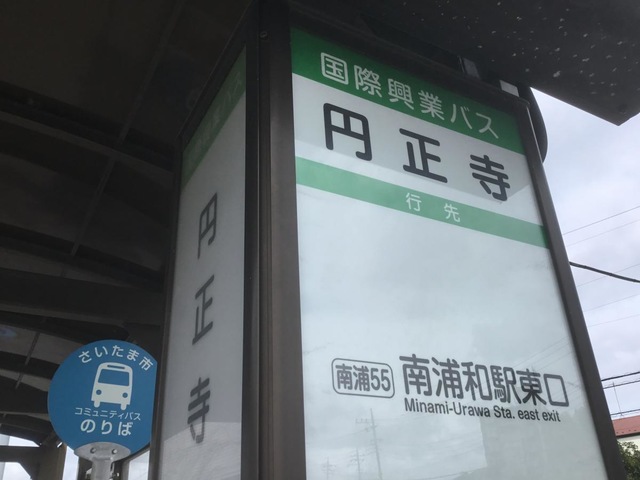 国際興業バス
円正寺
行先
南浦55 南浦和駅東口
Minami-Urawa Sta. east exit
円正寺
さいたま市
コミュニティバス
のりば